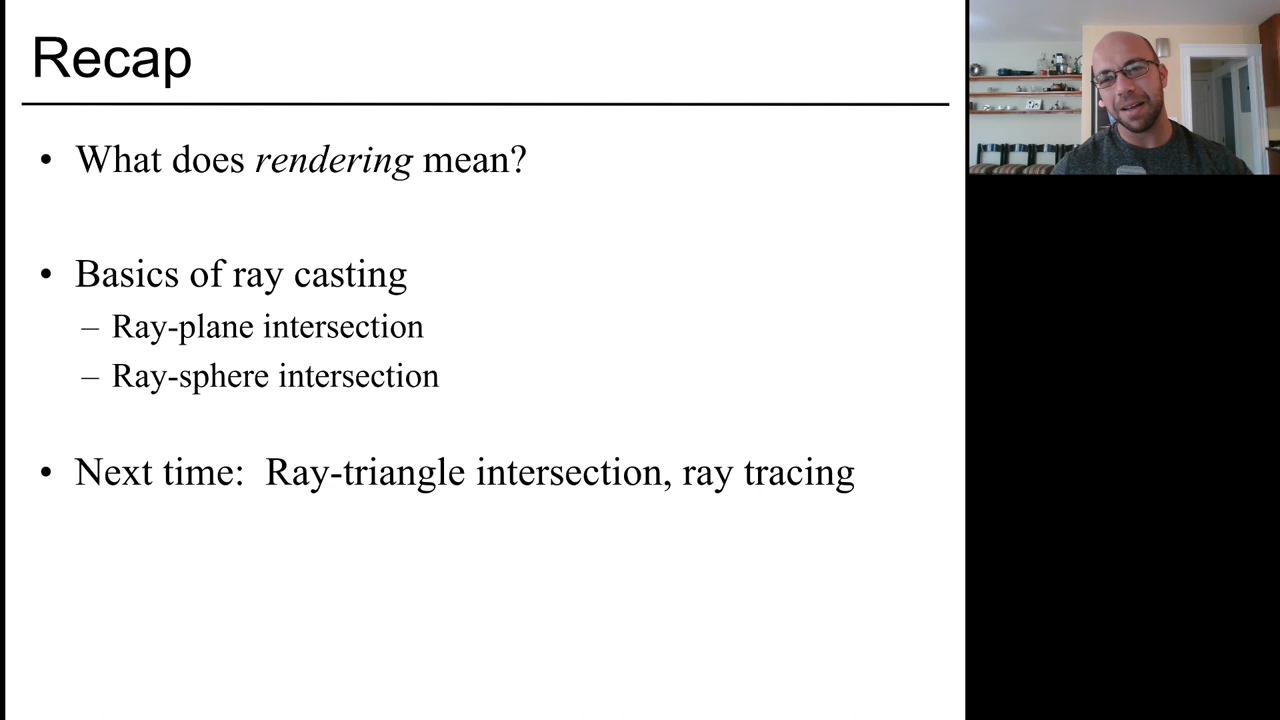 Recap
• What does rendering mean?
• Basics of ray casting
– Ray-plane intersection
– Ray-sphere intersection
• Next time: Ray-triangle intersection, ray tracing